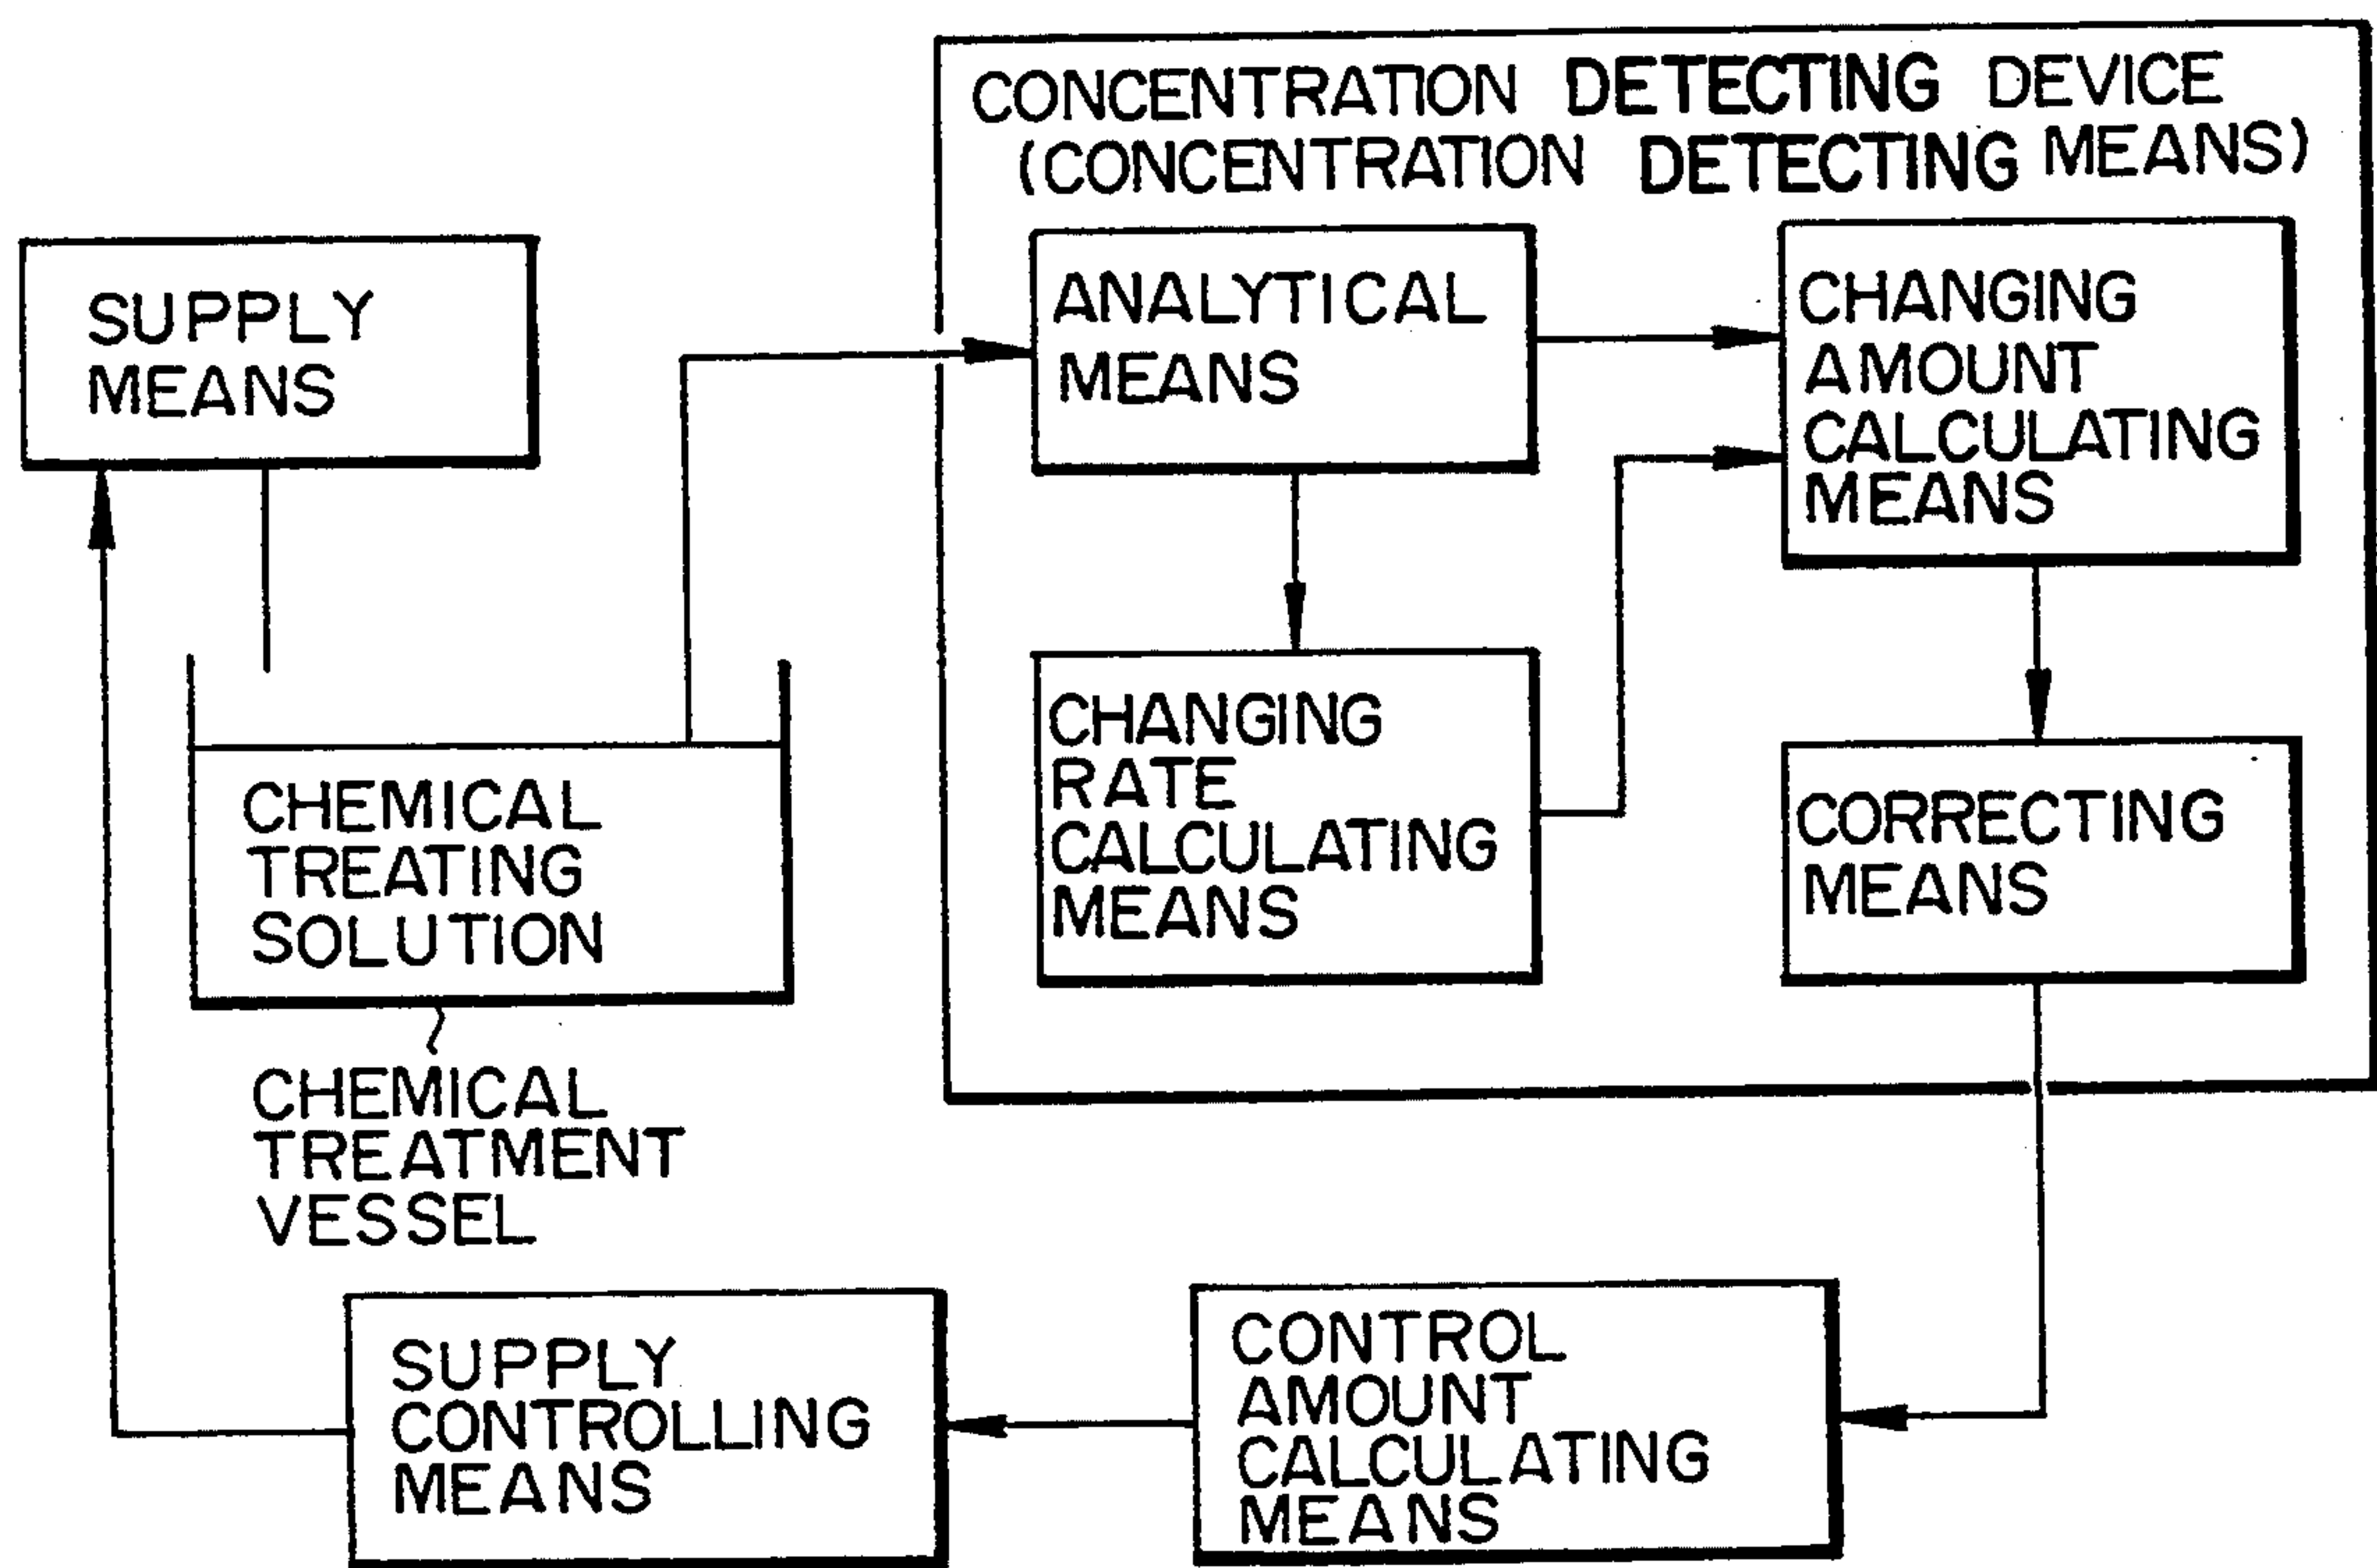 CONCENTRATION DETECTING DEVICE
(CONCENTRATION DETECTING MEANS)
SUPPLY
MEANS
ANALYTICAL
MEANS
CHANGING
AMOUNT
CALCULATING
MEANS
CHANGING
RATE
CALCULATING
MEANS
CORRECTING
MEANS
CHEMICAL
TREATING
SOLUTION
CHEMICAL
TREATMENT
VESSEL
SUPPLY
CONTROLLING
MEANS
CONTROL
AMOUNT
CALCULATING
MEANS